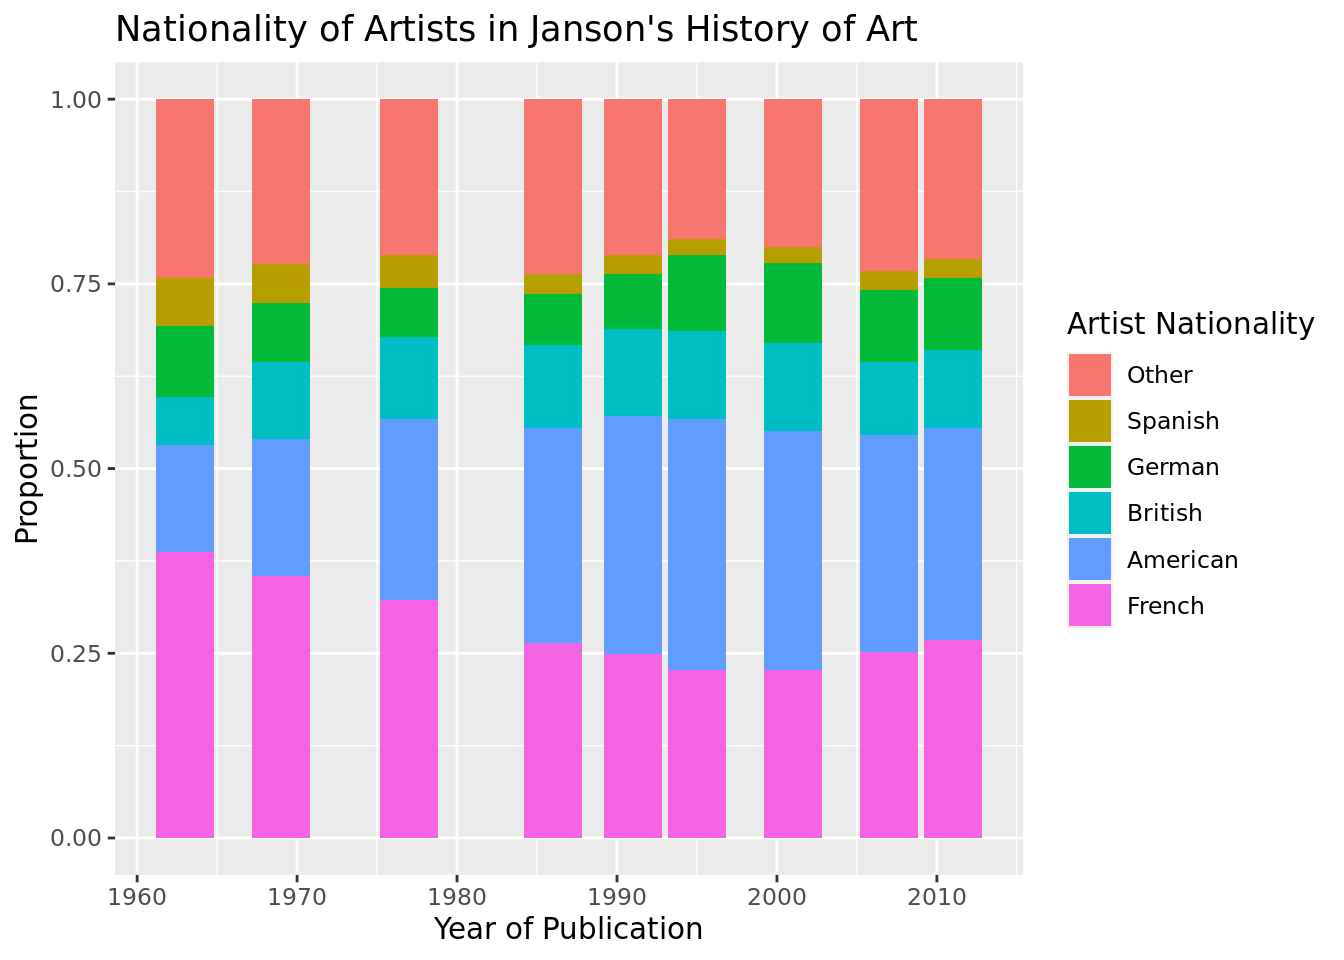 Nationality of Artists in Janson's History of Art
1.00
0.75
0.50
0.25
0.00
Proportion
1960 1970 1980 1990 2000 2010
Year of Publication
Artist Nationality
Other
Spanish
German
British
American
French